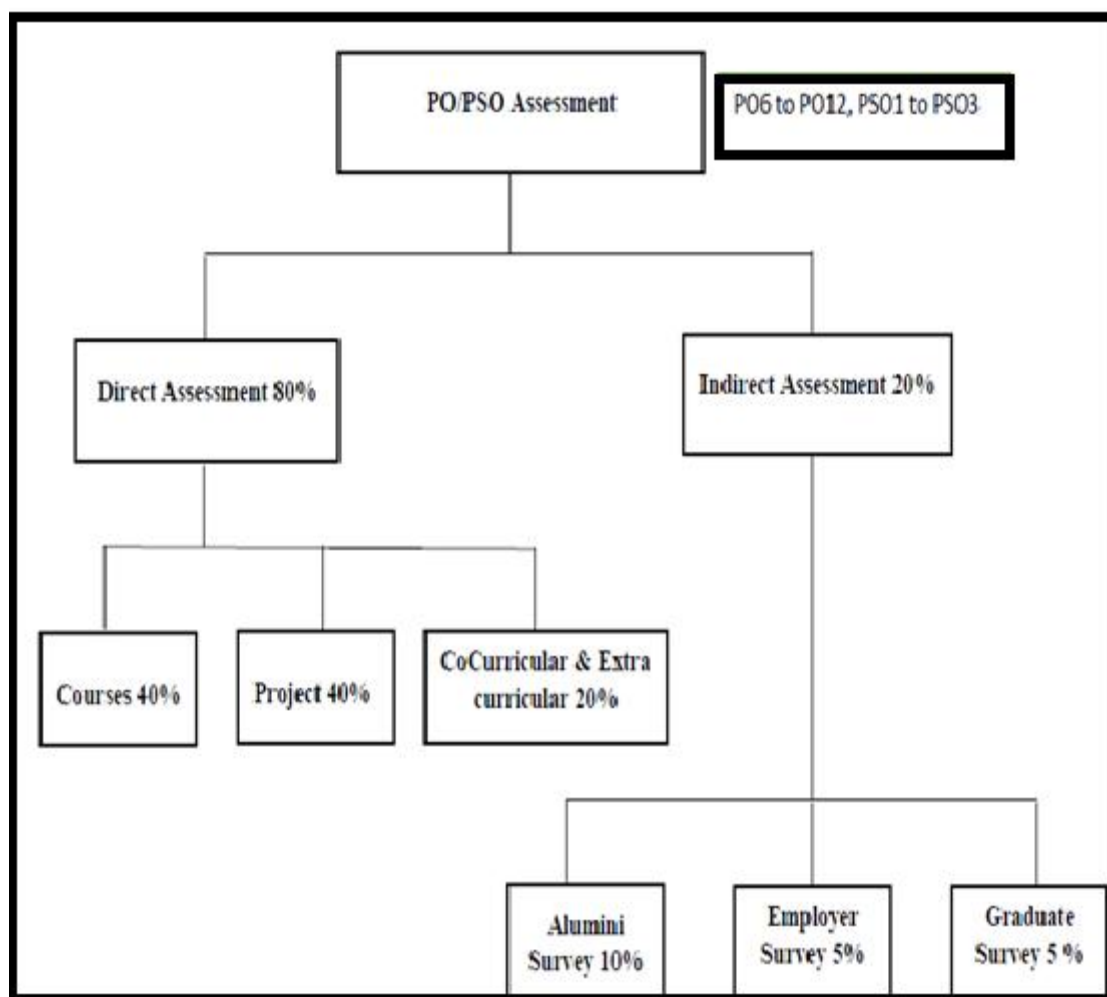 PO/PSO Assessment
PO6 to PO12, PSO1 to PSO3
Direct Assessment 80%
Indirect Assessment 20%
Courses 40%
Project 40%
CoCurricular & Extra
curricular 20%
Alumini
Survey 10%
Employer
Survey 5%
Graduate
Survey 5 %